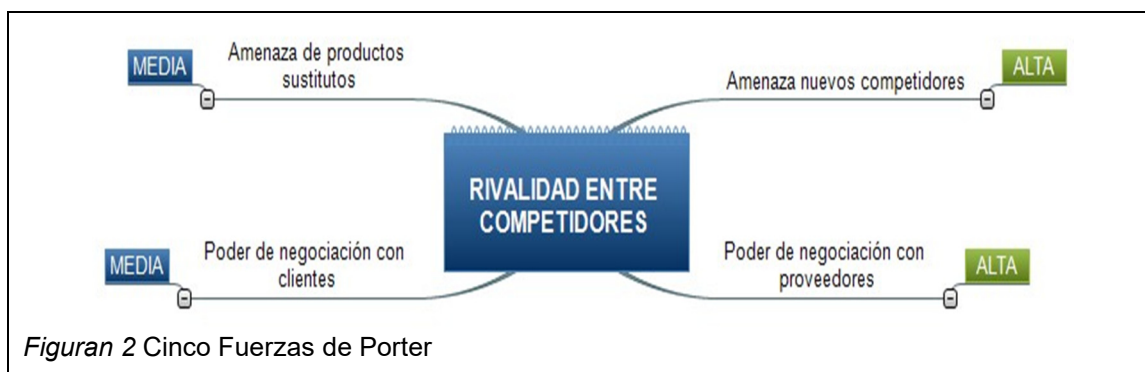 MEDIA
Amenaza de productos
sustitutos
Amenaza nuevos competidores
ALTA
RIVALIDAD ENTRE
COMPETIDORES
MEDIA
Poder de negociación con
clientes
Poder de negociación con
proveedores
ALTA
Figuran 2 Cinco Fuerzas de Porter